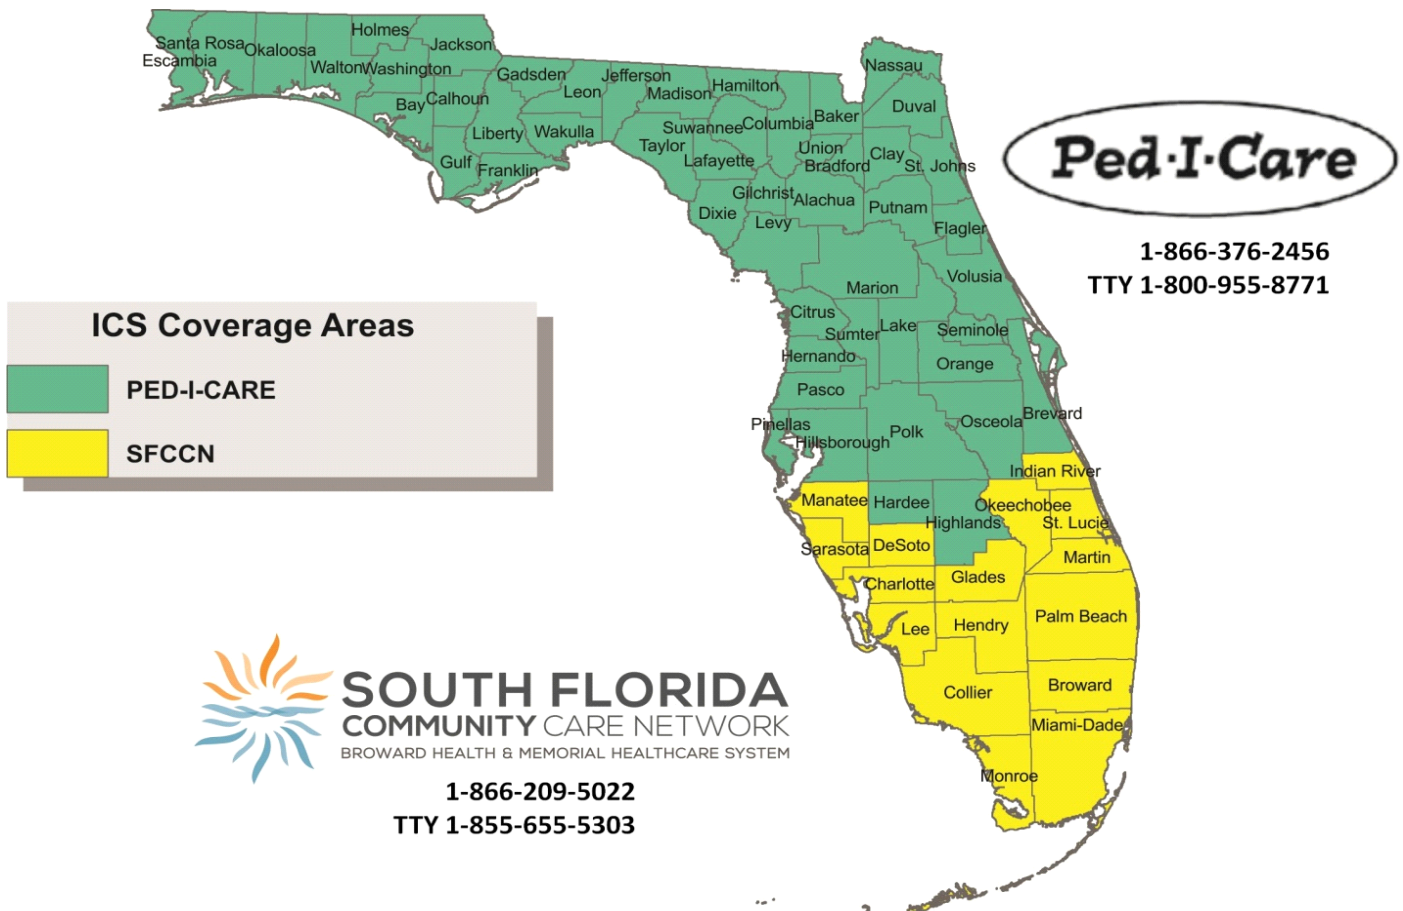 Holmes
Santa Rosa
Okaloosa
Jackson
Escambia
Walton
Washington
Gadsden
Jefferson
Hamilton
Nassau
Leon
Madison
Bay
Calhoun
Duval
Baker
Columbia
Suwannee
Liberty
Wakulla
Taylor
Union
Clay
Lafayette
Bradford
St. Johns
Gulf
Franklin
Gilchrist
Alachua
Putnam
Dixie
Levy
Flagler
Volusia
Marion
Citrus
Sumter
Lake
Seminole
Hernando
Orange
Pasco
Brevard
Pinellas
Osceola
Polk
Hillsborough
Indian River
Manatee
Hardee
Okeechobee
Highlands
St. Lucie
Sarasota
DeSoto
Martin
Charlotte
Glades
Palm Beach
Lee
Hendry
Collier
Broward
Miami-Dade
Monroe
Ped·I·Care
1-866-376-2456
TTY 1-800-955-8771
ICS Coverage Areas
PED-I-CARE
SFCCN
SOUTH FLORIDA
COMMUNITY CARE NETWORK
BROWARD HEALTH & MEMORIAL HEALTHCARE SYSTEM
1-866-209-5022
TTY 1-855-655-5303